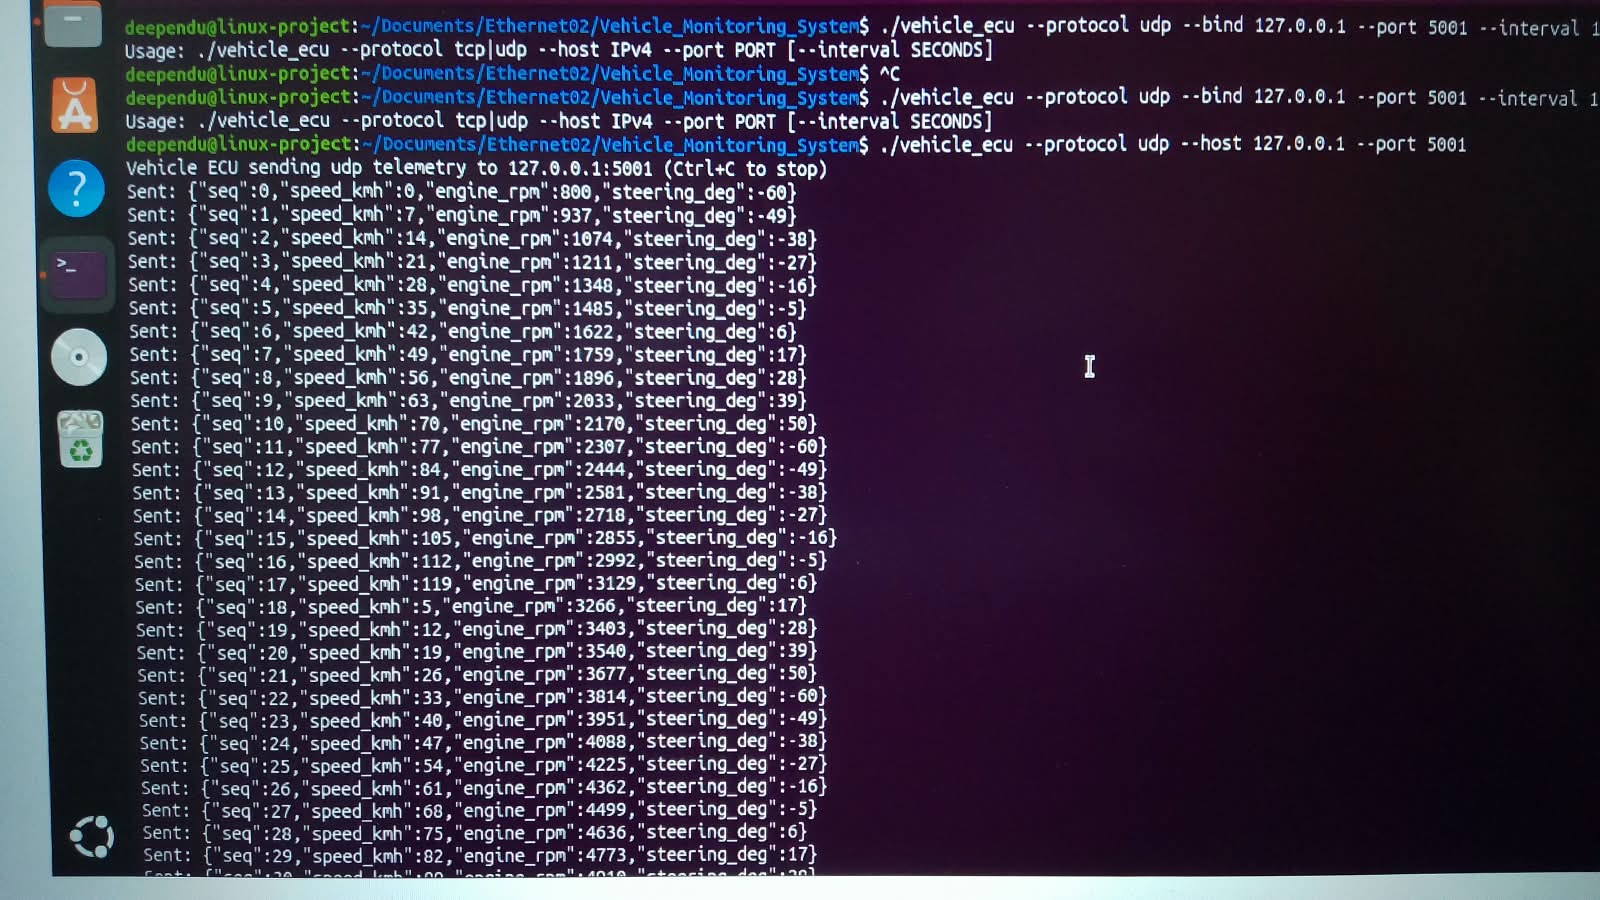 deependu@linux-project:~/Documents/Ethernet02/Vehicle_Monitoring_System$ ./vehicle_ecu --protocol udp --bind 127.0.0.1 --port 5001 --interval 1
Usage: ./vehicle_ecu --protocol tcp|udp --host IPv4 --port PORT [--interval SECONDS]
deependu@linux-project:~/Documents/Ethernet02/Vehicle_Monitoring_System$ ^C
deependu@linux-project:~/Documents/Ethernet02/Vehicle_Monitoring_System$ ./vehicle_ecu --protocol udp --bind 127.0.0.1 --port 5001 --interval 1
Usage: ./vehicle_ecu --protocol tcp|udp --host IPv4 --port PORT [--interval SECONDS]
deependu@linux-project:~/Documents/Ethernet02/Vehicle_Monitoring_System$ ./vehicle_ecu --protocol udp --host 127.0.0.1 --port 5001
Vehicle ECU sending udp telemetry to 127.0.0.1:5001 (Ctrl+C to stop)
Sent: {"seq":0,"speed_kmh":0,"engine_rpm":800,"steering_deg":-60}
Sent: {"seq":1,"speed_kmh":7,"engine_rpm":937,"steering_deg":-49}
Sent: {"seq":2,"speed_kmh":14,"engine_rpm":1074,"steering_deg":-38}
Sent: {"seq":3,"speed_kmh":21,"engine_rpm":1211,"steering_deg":-27}
Sent: {"seq":4,"speed_kmh":28,"engine_rpm":1348,"steering_deg":-16}
Sent: {"seq":5,"speed_kmh":35,"engine_rpm":1485,"steering_deg":-5}
Sent: {"seq":6,"speed_kmh":42,"engine_rpm":1622,"steering_deg":6}
Sent: {"seq":7,"speed_kmh":49,"engine_rpm":1759,"steering_deg":17}
Sent: {"seq":8,"speed_kmh":56,"engine_rpm":1896,"steering_deg":28}
Sent: {"seq":9,"speed_kmh":63,"engine_rpm":2033,"steering_deg":39}
Sent: {"seq":10,"speed_kmh":70,"engine_rpm":2170,"steering_deg":50}
Sent: {"seq":11,"speed_kmh":77,"engine_rpm":2307,"steering_deg":-60}
Sent: {"seq":12,"speed_kmh":84,"engine_rpm":2444,"steering_deg":-49}
Sent: {"seq":13,"speed_kmh":91,"engine_rpm":2581,"steering_deg":-38}
Sent: {"seq":14,"speed_kmh":98,"engine_rpm":2718,"steering_deg":-27}
Sent: {"seq":15,"speed_kmh":105,"engine_rpm":2855,"steering_deg":-16}
Sent: {"seq":16,"speed_kmh":112,"engine_rpm":2992,"steering_deg":-5}
Sent: {"seq":17,"speed_kmh":119,"engine_rpm":3129,"steering_deg":6}
Sent: {"seq":18,"speed_kmh":5,"engine_rpm":3266,"steering_deg":17}
Sent: {"seq":19,"speed_kmh":12,"engine_rpm":3403,"steering_deg":28}
Sent: {"seq":20,"speed_kmh":19,"engine_rpm":3540,"steering_deg":39}
Sent: {"seq":21,"speed_kmh":26,"engine_rpm":3677,"steering_deg":50}
Sent: {"seq":22,"speed_kmh":33,"engine_rpm":3814,"steering_deg":-60}
Sent: {"seq":23,"speed_kmh":40,"engine_rpm":3951,"steering_deg":-49}
Sent: {"seq":24,"speed_kmh":47,"engine_rpm":4088,"steering_deg":-38}
Sent: {"seq":25,"speed_kmh":54,"engine_rpm":4225,"steering_deg":-27}
Sent: {"seq":26,"speed_kmh":61,"engine_rpm":4362,"steering_deg":-16}
Sent: {"seq":27,"speed_kmh":68,"engine_rpm":4499,"steering_deg":-5}
Sent: {"seq":28,"speed_kmh":75,"engine_rpm":4636,"steering_deg":6}
Sent: {"seq":29,"speed_kmh":82,"engine_rpm":4773,"steering_deg":17}